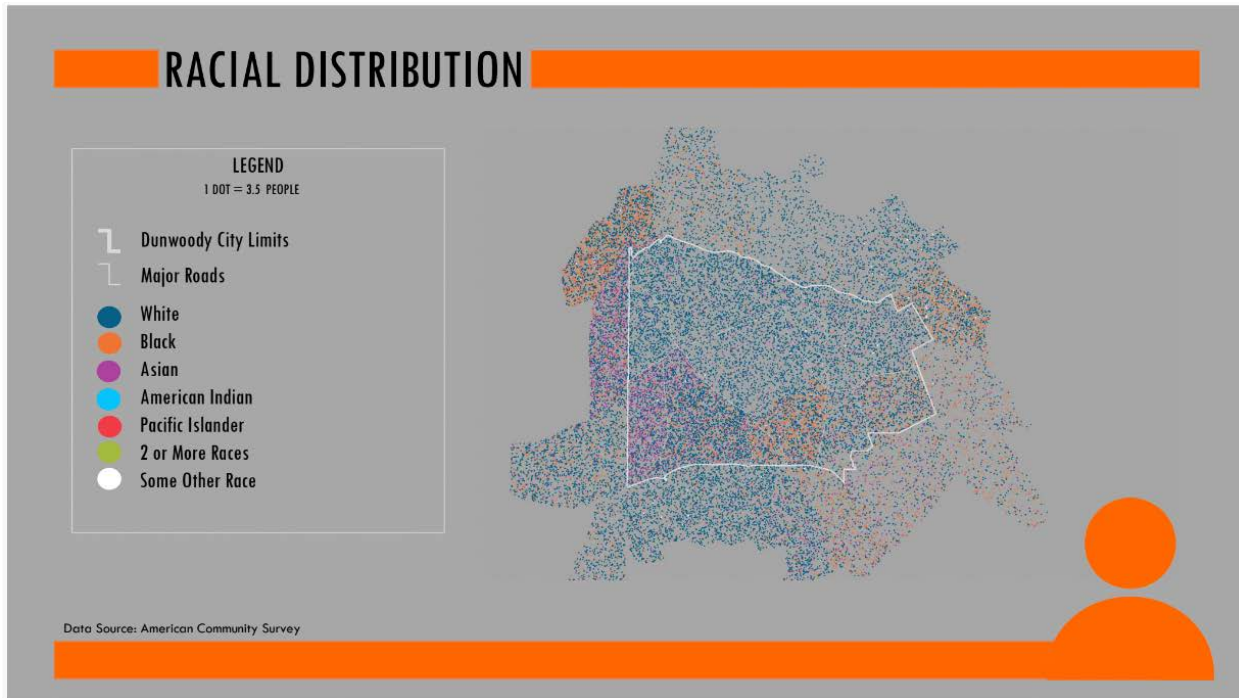 RACIAL DISTRIBUTION
LEGEND
1 DOT = 3.5 PEOPLE
Dunwoody City Limits
Major Roads
White
Black
Asian
American Indian
Pacific Islander
2 or More Races
Some Other Race
Data Source: American Community Survey